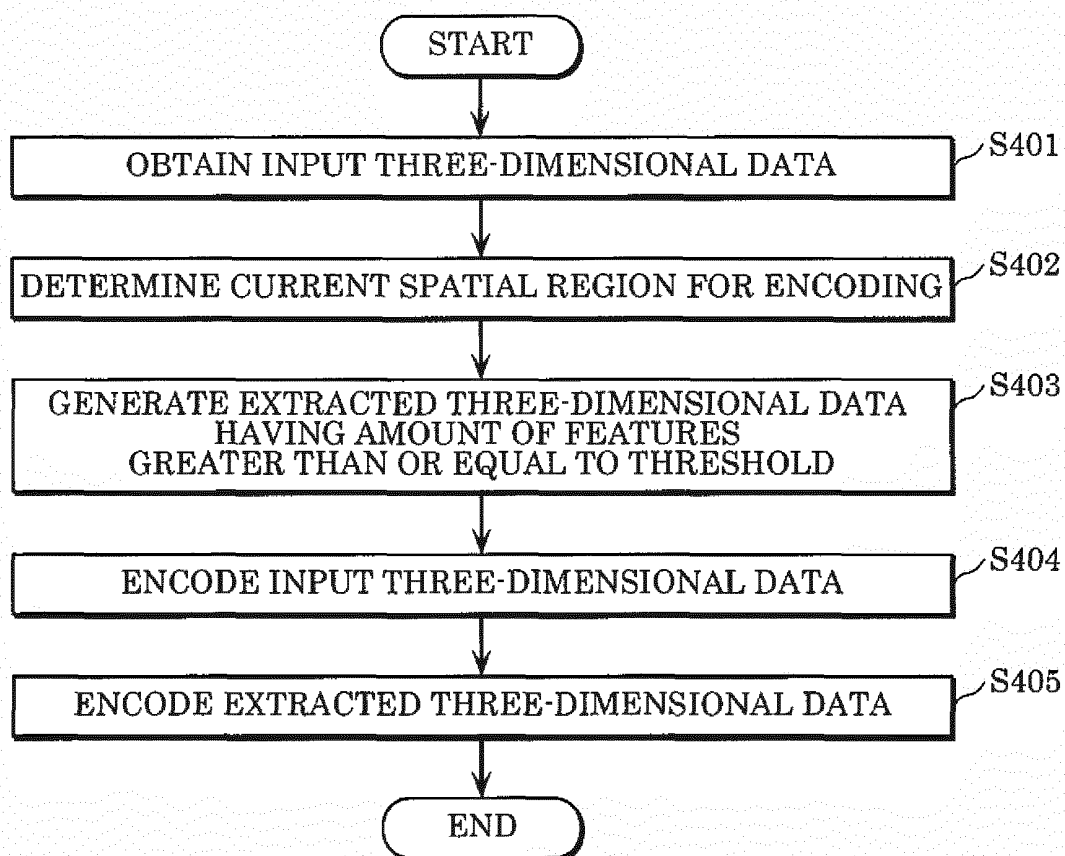 START
OBTAIN INPUT THREE-DIMENSIONAL DATA
S401
DETERMINE CURRENT SPATIAL REGION FOR ENCODING
S402
GENERATE EXTRACTED THREE-DIMENSIONAL DATA
HAVING AMOUNT OF FEATURES
GREATER THAN OR EQUAL TO THRESHOLD
S403
ENCODE INPUT THREE-DIMENSIONAL DATA
S404
ENCODE EXTRACTED THREE-DIMENSIONAL DATA
S405
END